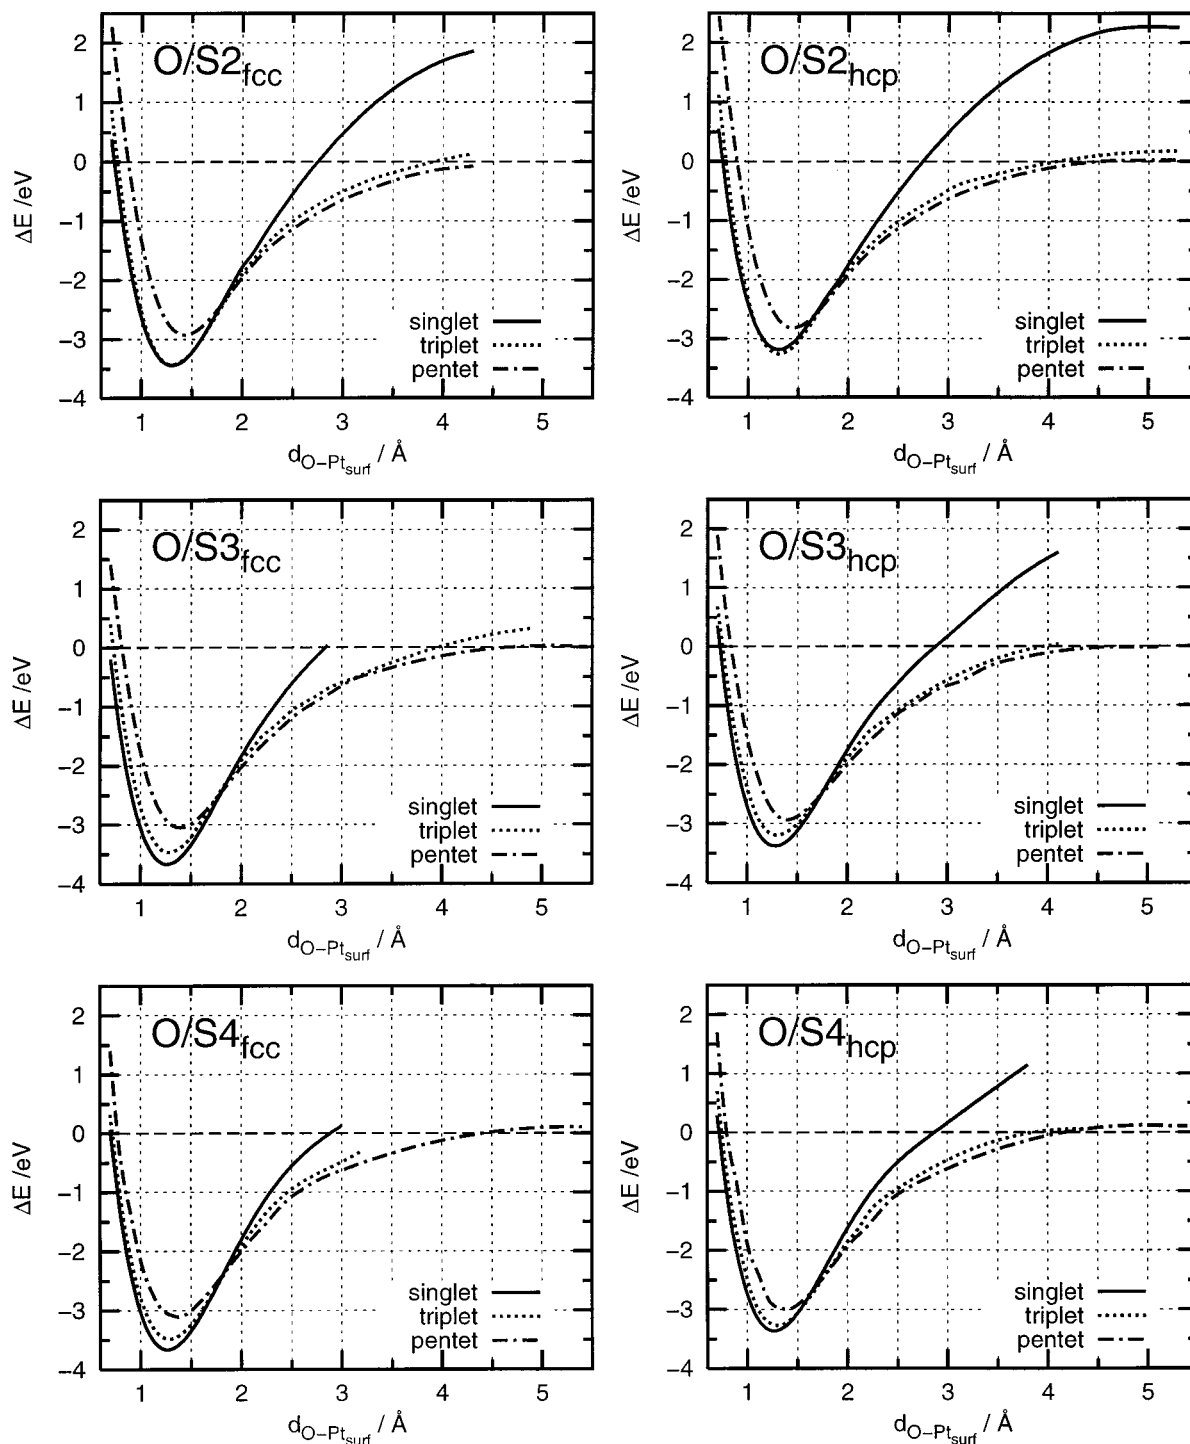 O/S2fcc
2
1
0
−1
−2
−3
−4
ΔE /eV
singlet
triplet
pentet
1 2 3 4 5
dO−Ptsurf / Å
O/S2hcp
2
1
0
−1
−2
−3
−4
ΔE /eV
singlet
triplet
pentet
1 2 3 4 5
dO−Ptsurf / Å
O/S3fcc
2
1
0
−1
−2
−3
−4
ΔE /eV
singlet
triplet
pentet
1 2 3 4 5
dO−Ptsurf / Å
O/S3hcp
2
1
0
−1
−2
−3
−4
ΔE /eV
singlet
triplet
pentet
1 2 3 4 5
dO−Ptsurf / Å
O/S4fcc
2
1
0
−1
−2
−3
−4
ΔE /eV
singlet
triplet
pentet
1 2 3 4 5
dO−Ptsurf / Å
O/S4hcp
2
1
0
−1
−2
−3
−4
ΔE /eV
singlet
triplet
pentet
1 2 3 4 5
dO−Ptsurf / Å